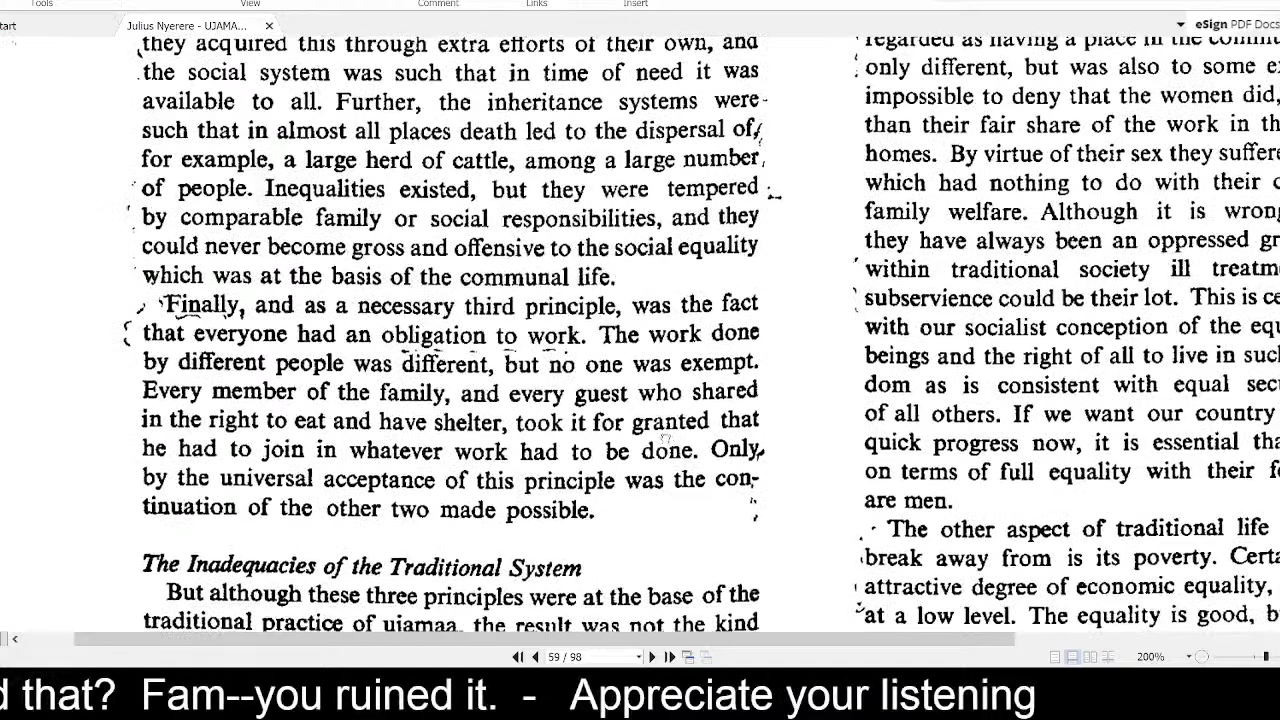 Tools View Comment Links Insert
tart Julius Nyerere - UJAMA... × eSign PDF Docs
they acquired this through extra efforts of their own, and
the social system was such that in time of need it was
available to all. Further, the inheritance systems were
such that in almost all places death led to the dispersal of,
for example, a large herd of cattle, among a large number
of people. Inequalities existed, but they were tempered
by comparable family or social responsibilities, and they
could never become gross and offensive to the social equality
which was at the basis of the communal life.
Finally, and as a necessary third principle, was the fact
that everyone had an obligation to work. The work done
by different people was different, but no one was exempt.
Every member of the family, and every guest who shared
in the right to eat and have shelter, took it for granted that
he had to join in whatever work had to be done. Only
by the universal acceptance of this principle was the con-
tinuation of the other two made possible.
The Inadequacies of the Traditional System
But although these three principles were at the base of the
traditional practice of ujamaa, the result was not the kind
regarded as having a place in the
only different, but was also to some
impossible to deny that the women did,
than their fair share of the work in
homes. By virtue of their sex they
which had nothing to do with their
family welfare. Although it is
they have always been an oppressed
within traditional society ill
subservience could be their lot. This is
with our socialist conception of the
beings and the right of all to live in
dom as is consistent with equal
of all others. If we want our country
quick progress now, it is essential
on terms of full equality with their
are men.
The other aspect of traditional life
break away from is its poverty.
attractive degree of economic equality,
at a low level. The equality is good,
59 / 98 200%
d that? Fam--you ruined it. - Appreciate your listening